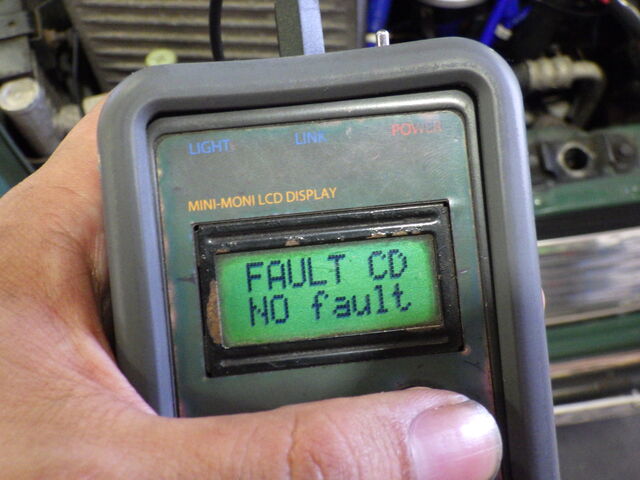 LIGHT LINK POWER
MINI-MONI LCD DISPLAY
FAULT CD
NO fault